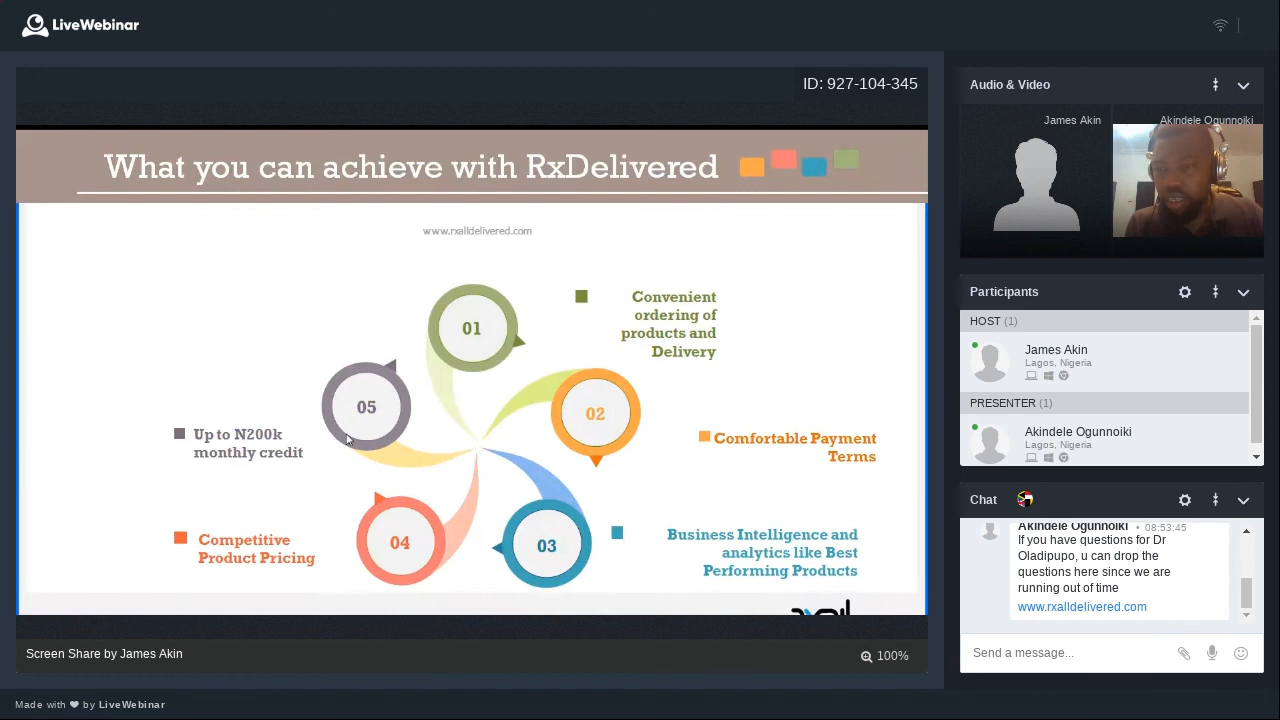 LiveWebinar
ID: 927-104-345
What you can achieve with RxDelivered
www.rxalldelivered.com
01
Convenient
ordering of
products and
Delivery
02
Comfortable Payment
Terms
03
Business Intelligence and
analytics like Best
Performing Products
04
Competitive
Product Pricing
05
Up to N200k
monthly credit
Screen Share by James Akin
100%
Audio & Video
James Akin
Akindele Ogunnoiki
Participants
HOST (1)
James Akin
Lagos, Nigeria
PRESENTER (1)
Akindele Ogunnoiki
Lagos, Nigeria
Chat
Akindele Ogunnoiki • 08:53:45
If you have questions for Dr
Oladipupo, u can drop the
questions here since we are
running out of time
www.rxalldelivered.com
Send a message...
Made with ❤ by LiveWebinar